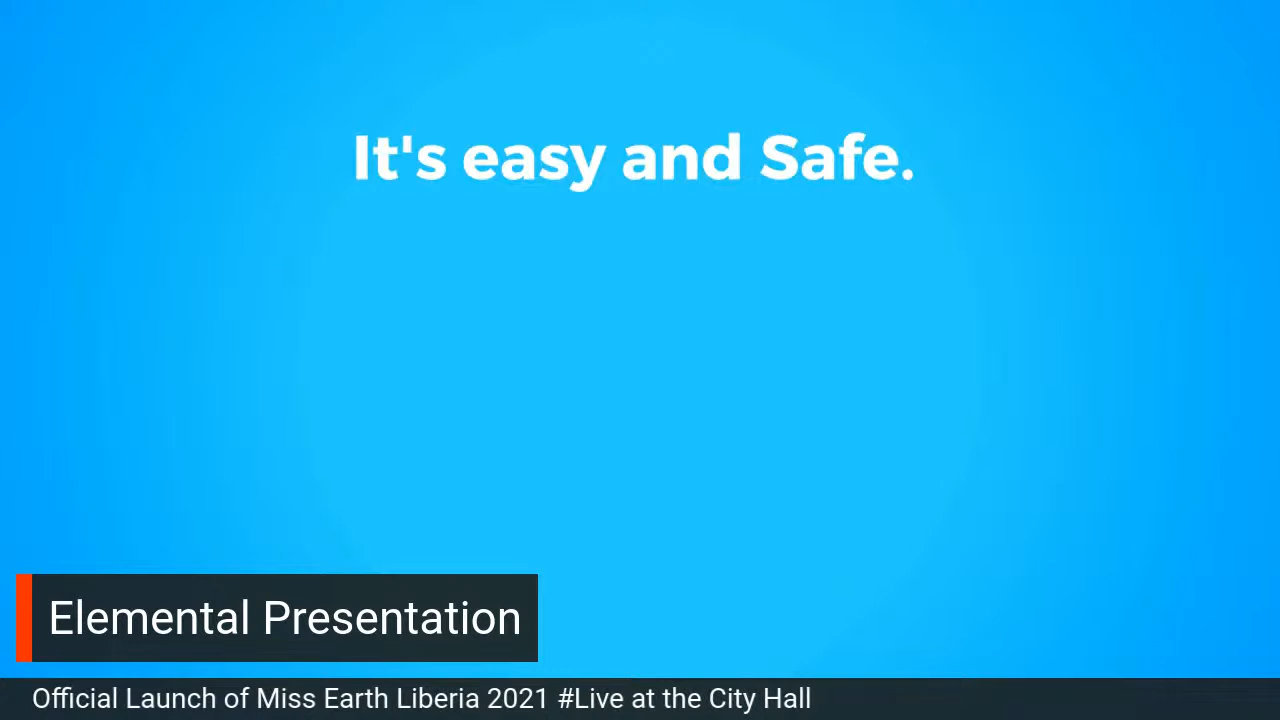 It's easy and Safe.
Elemental Presentation
Official Launch of Miss Earth Liberia 2021 #Live at the City Hall